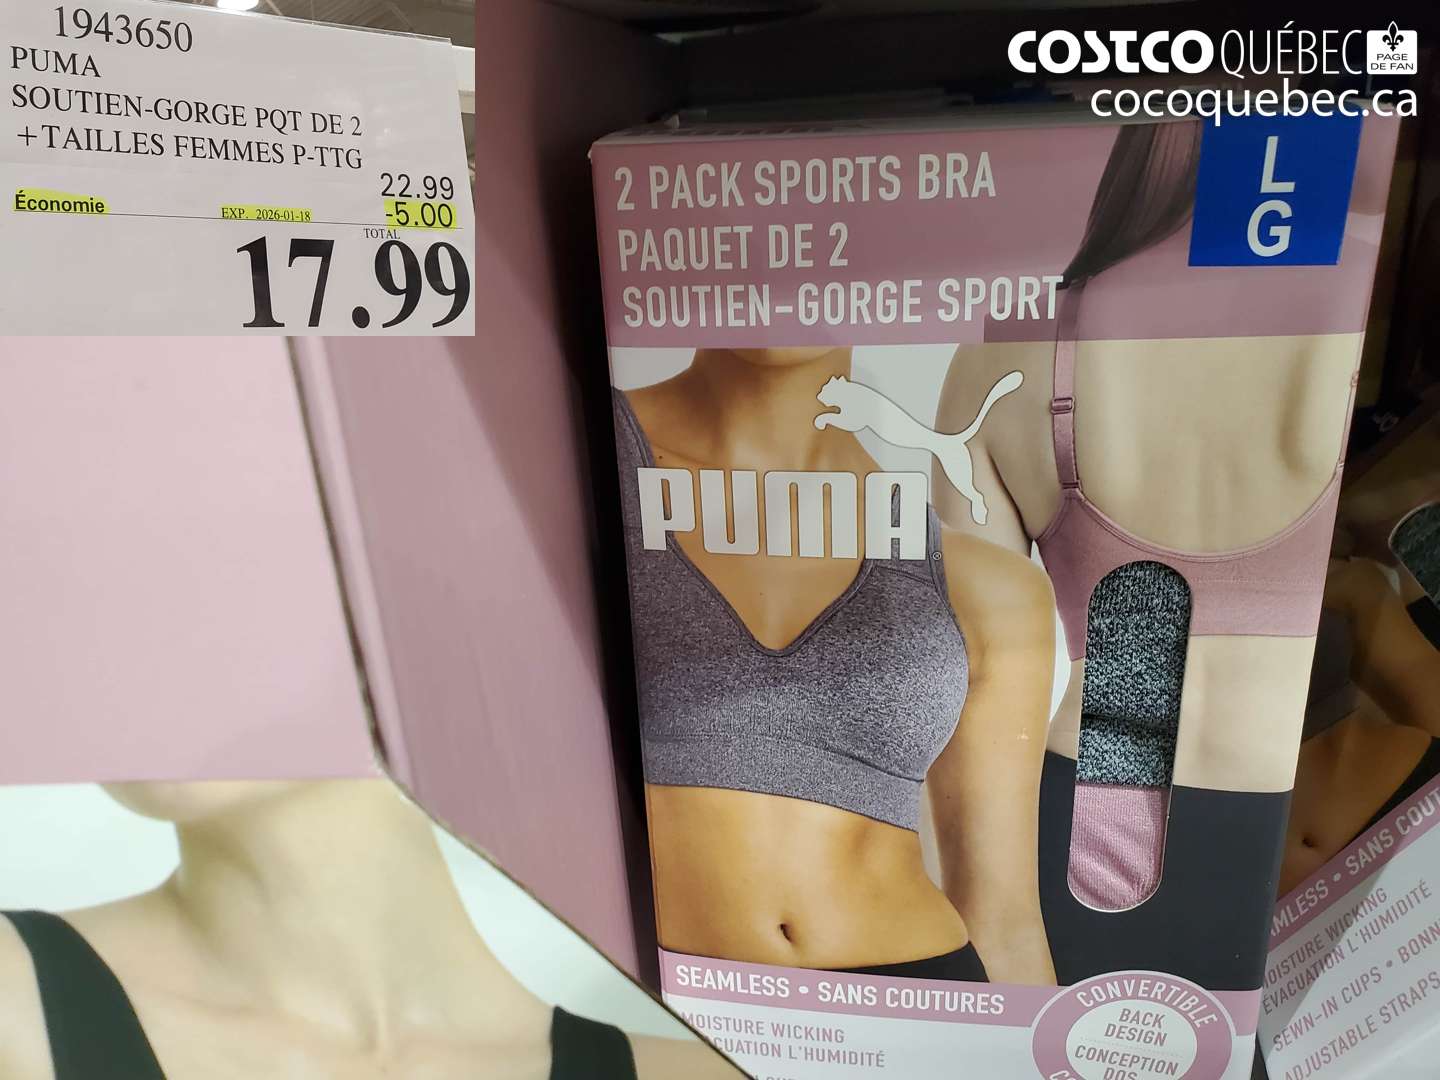 1943650
PUMA
SOUTIEN-GORGE PQT DE 2
+TAILLES FEMMES P-TTG
22.99
Économie EXP. 2026-01-18 -5.00
TOTAL
17.99
COSTCO QUÉBEC PAGE DE FAN
cocoquebec.ca
L
G
2 PACK SPORTS BRA
PAQUET DE 2
SOUTIEN-GORGE SPORT
PUMA
SEAMLESS • SANS COUTURES
MOISTURE WICKING
ÉVACUATION L'HUMIDITÉ
CONVERTIBLE
BACK
DESIGN
CONCEPTION
DOS
SEAMLESS • SANS COUT
MOISTURE WICKING
ÉVACUATION L'HUMIDITÉ
SEWN-IN CUPS • BONN
ADJUSTABLE STRAPS